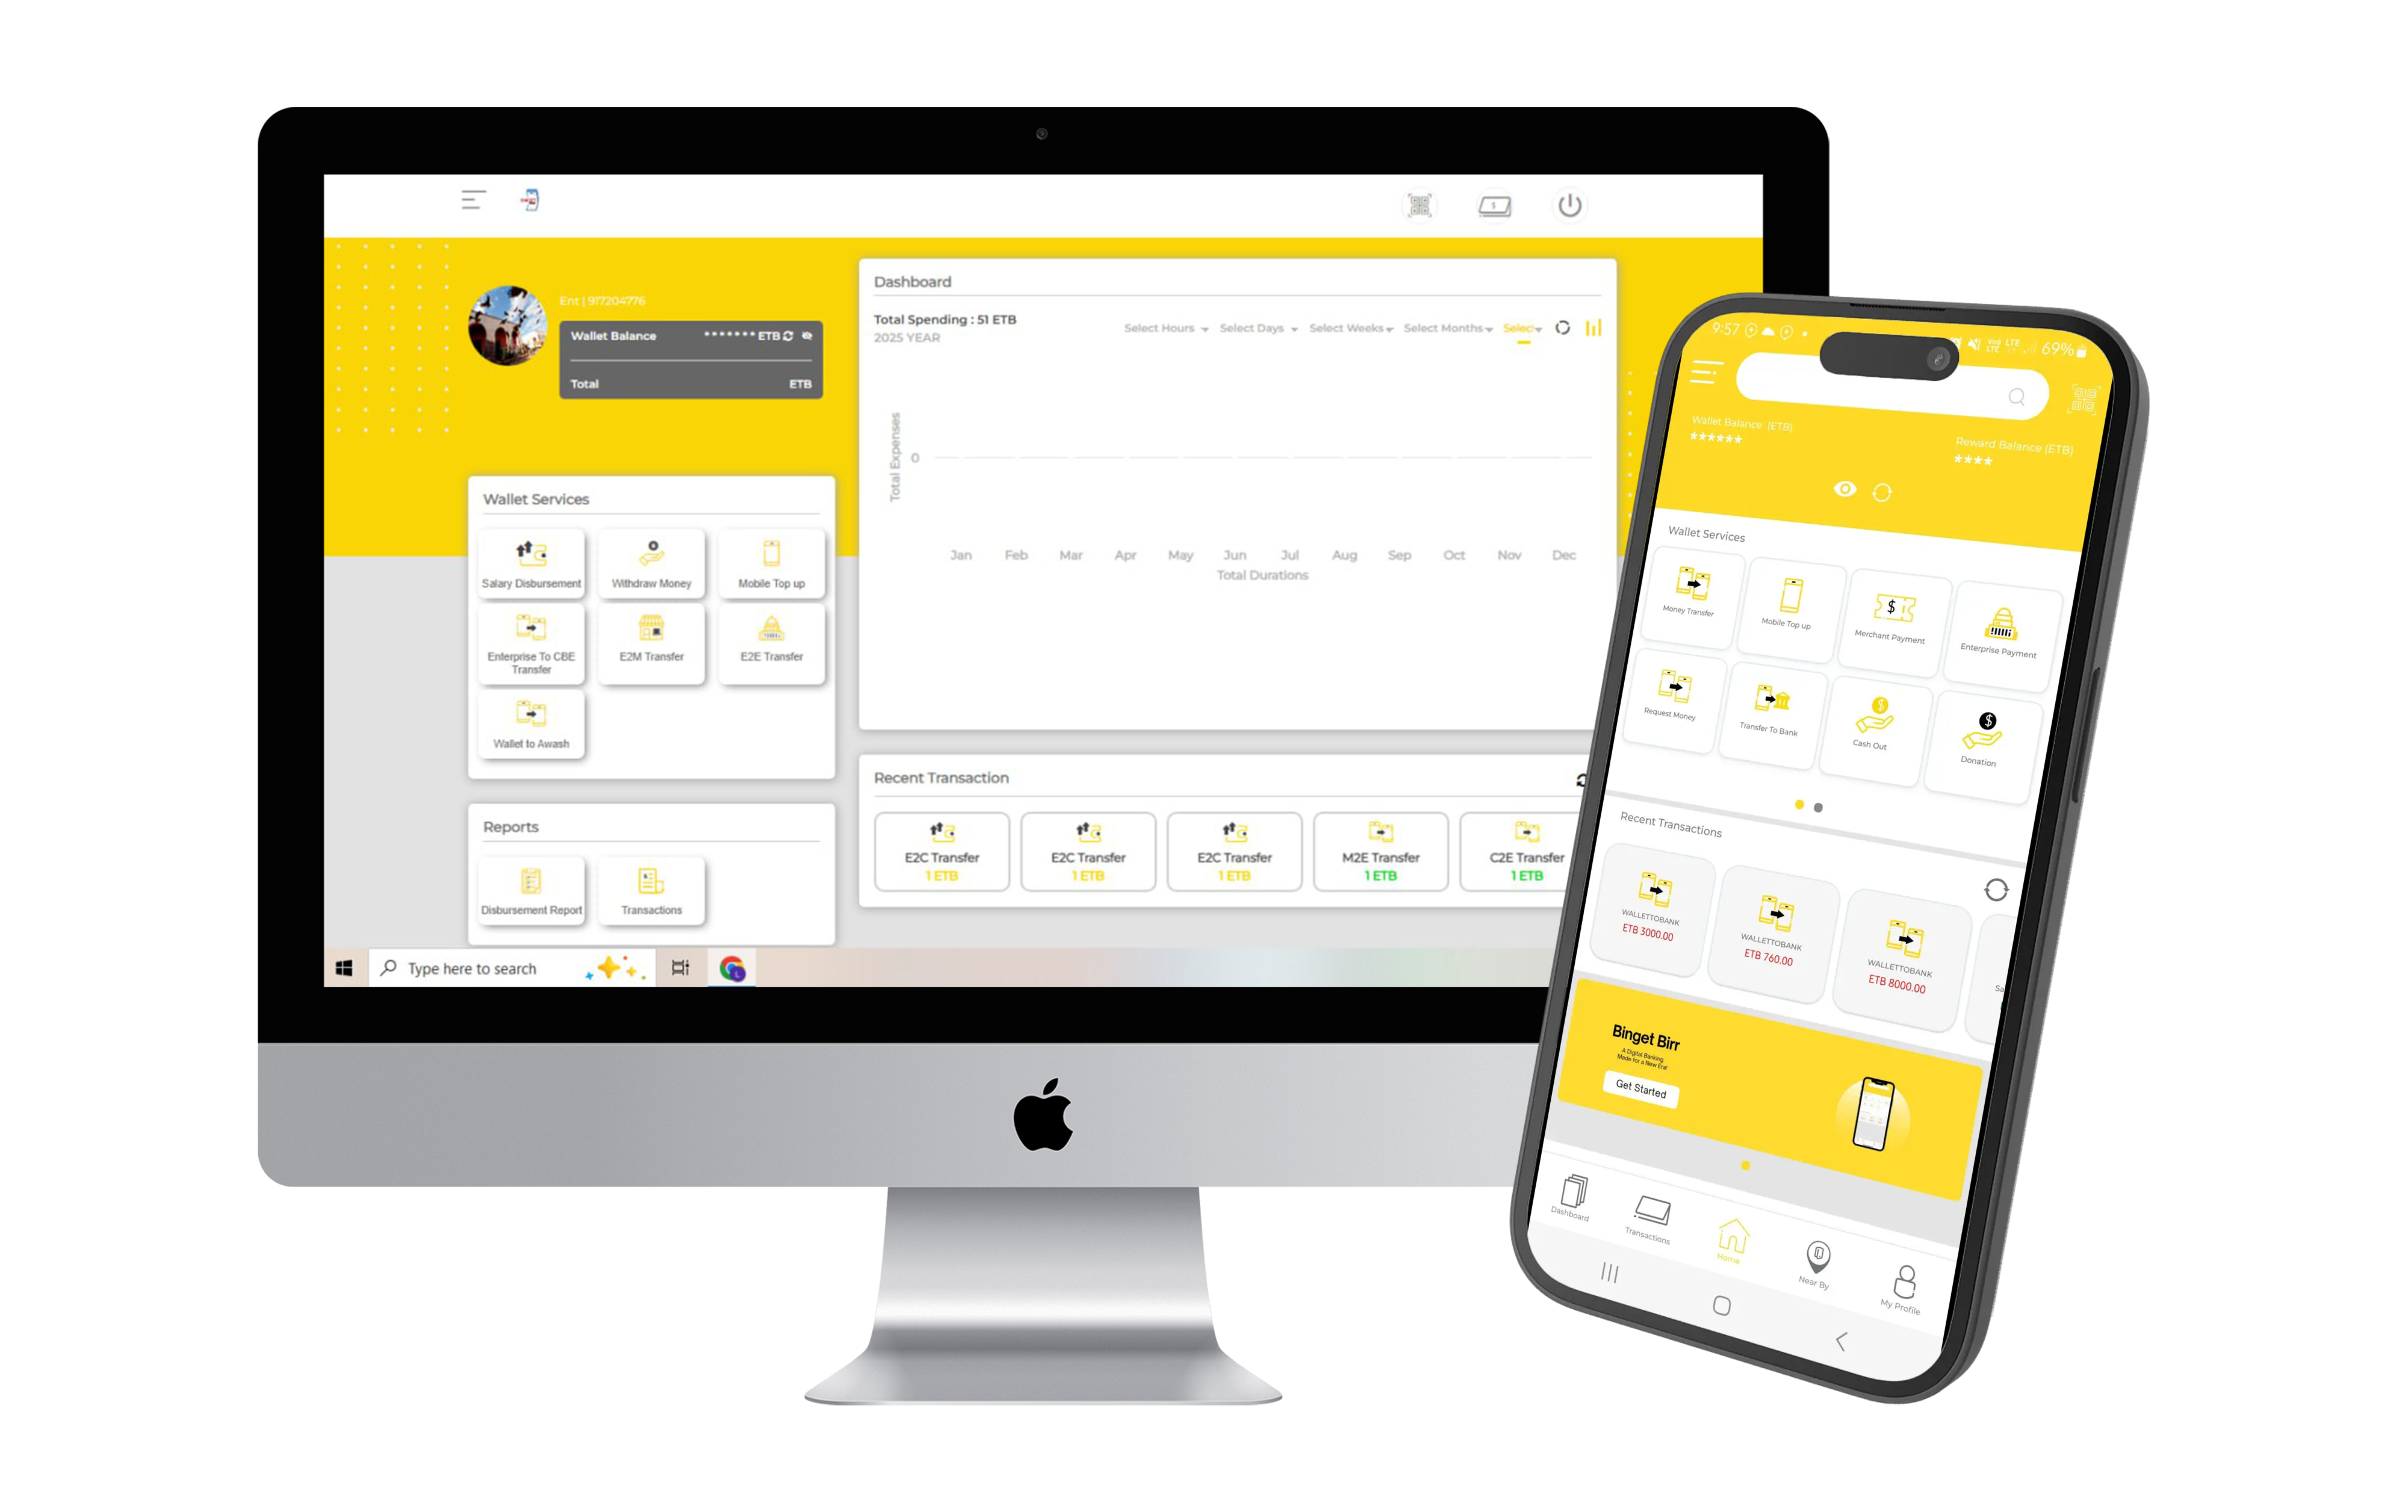 Ent | 917204776
Wallet Balance ******* ETB
Total ETB
Dashboard
Total Spending : 51 ETB
2025 YEAR
Select Hours Select Days Select Weeks Select Months Select
Total Expenses
0
Jan Feb Mar Apr May Jun Jul Aug Sep Oct Nov Dec
Total Durations
Wallet Services
Salary Disbursement
Withdraw Money
Mobile Top up
Enterprise To CBE
Transfer
E2M Transfer
E2E Transfer
Wallet to Awash
Reports
Disbursement Report
Transactions
Recent Transaction
E2C Transfer
1 ETB
E2C Transfer
1 ETB
E2C Transfer
1 ETB
M2E Transfer
1 ETB
C2E Transfer
1 ETB
Type here to search
L
9:57
LTE
69%
Wallet Balance (ETB)
******
Reward Balance (ETB)
****
Wallet Services
Money Transfer
Mobile Top up
Merchant Payment
Enterprise Payment
Request Money
Transfer To Bank
Cash Out
Donation
Recent Transactions
WALLETTOBANK
ETB 3000.00
WALLETTOBANK
ETB 760.00
WALLETTOBANK
ETB 8000.00
Sa
Binget Birr
A Digital Banking
Made for a New Era!
Get Started
Dashboard
Transactions
Home
Near By
My Profile